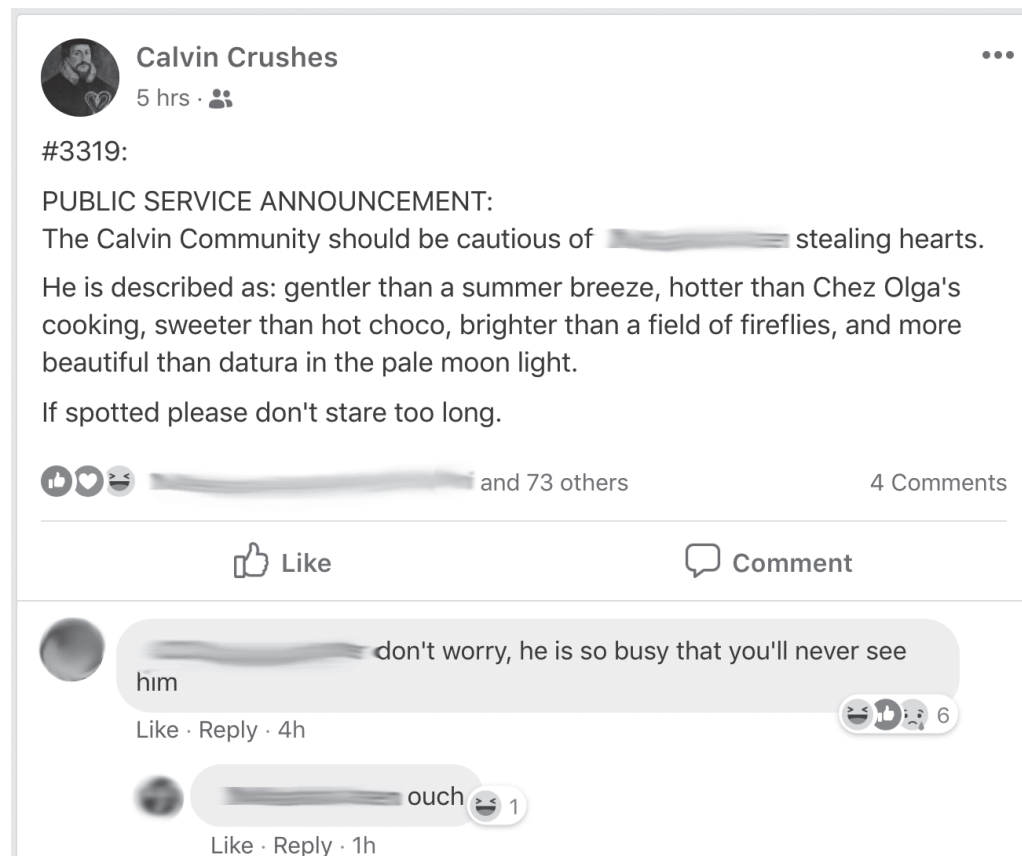 Calvin Crushes
5 hrs ·
#3319:
PUBLIC SERVICE ANNOUNCEMENT:
The Calvin Community should be cautious of stealing hearts.
He is described as: gentler than a summer breeze, hotter than Chez Olga's
cooking, sweeter than hot choco, brighter than a field of fireflies, and more
beautiful than datura in the pale moon light.
If spotted please don't stare too long.
and 73 others 4 Comments
Like Comment
don't worry, he is so busy that you'll never see
him
6
Like · Reply · 4h
ouch 1
Like · Reply · 1h